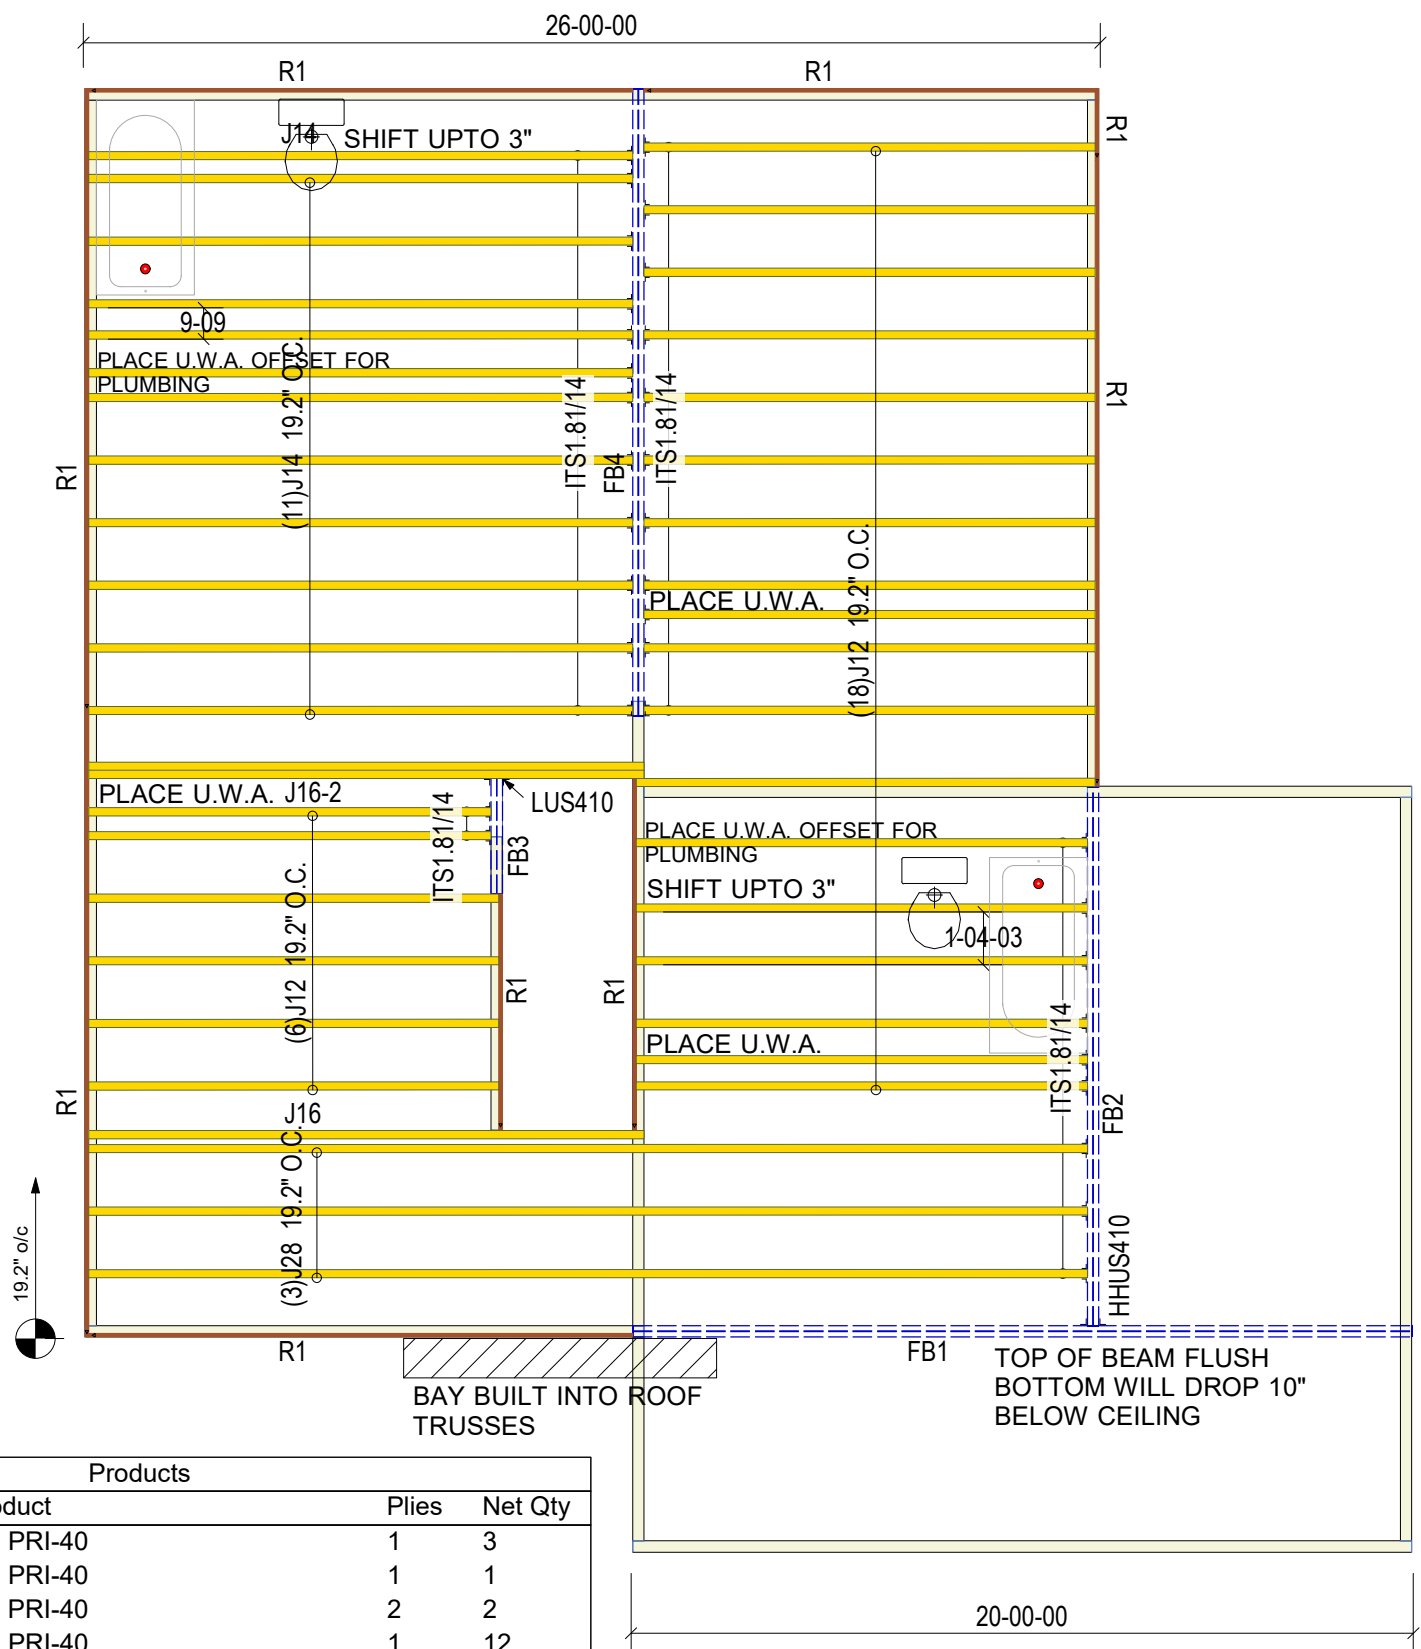 26-00-00
R1
R1
R1
J14
SHIFT UPTO 3"
9-09
PLACE U.W.A. OFFSET FOR
PLUMBING
(11)J14 19.2" O.C.
ITS1.81/14
FB4
ITS1.81/14
R1
R1
(18)J12 19.2" O.C.
PLACE U.W.A.
PLACE U.W.A.
J16-2
ITS1.81/14
LUS410
FB3
PLACE U.W.A. OFFSET FOR
PLUMBING
SHIFT UPTO 3"
1-04-03
(6)J12 19.2" O.C.
R1
R1
PLACE U.W.A.
ITS1.81/14
R1
J16
FB2
(3)J28 19.2" O.C.
HHUS410
19.2" o/c
R1
FB1
TOP OF BEAM FLUSH
BOTTOM WILL DROP 10"
BELOW CEILING
BAY BUILT INTO ROOF
TRUSSES
Products
Plies Net Qty
PRI-40 1 3
PRI-40 1 1
PRI-40 2 2
PRI-40 1 12
20-00-00